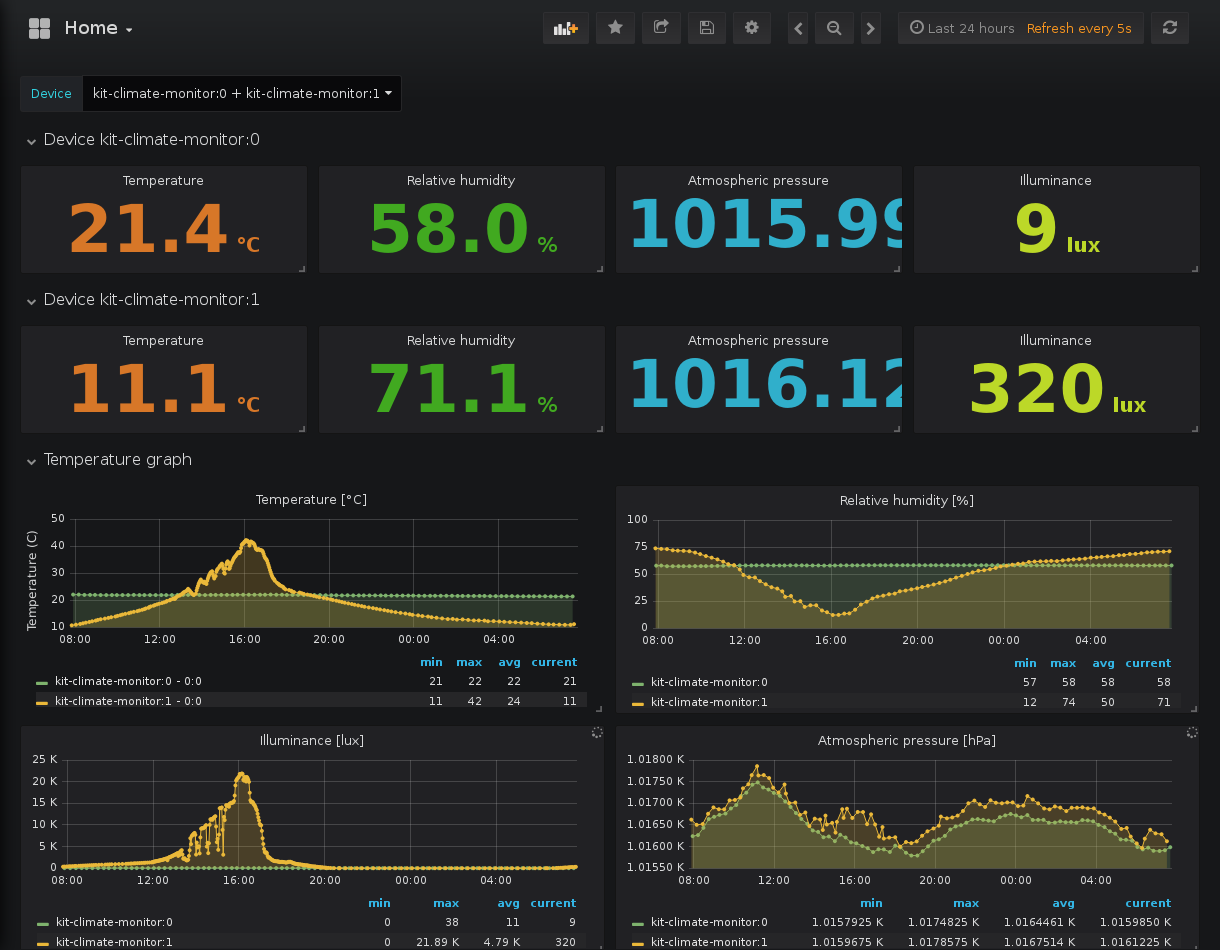 Home
Last 24 hours Refresh every 5s
Device kit-climate-monitor:0 + kit-climate-monitor:1
Device kit-climate-monitor:0
Temperature Relative humidity Atmospheric pressure Illuminance
21.4 °C 58.0 % 1015.99 9 lux
Device kit-climate-monitor:1
Temperature Relative humidity Atmospheric pressure Illuminance
11.1 °C 71.1 % 1016.12 320 lux
Temperature graph
Temperature [°C]
Temperature (C)
50
40
30
20
10
08:00 12:00 16:00 20:00 00:00 04:00
min max avg current
kit-climate-monitor:0 - 0:0 21 22 22 21
kit-climate-monitor:1 - 0:0 11 42 24 11
Relative humidity [%]
100
75
50
25
0
08:00 12:00 16:00 20:00 00:00 04:00
min max avg current
kit-climate-monitor:0 57 58 58 58
kit-climate-monitor:1 12 74 50 71
Illuminance [lux]
25 K
20 K
15 K
10 K
5 K
0
08:00 12:00 16:00 20:00 00:00 04:00
min max avg current
kit-climate-monitor:0 0 38 11 9
kit-climate-monitor:1 0 21.89 K 4.79 K 320
Atmospheric pressure [hPa]
1.01800 K
1.01750 K
1.01700 K
1.01650 K
1.01600 K
1.01550 K
08:00 12:00 16:00 20:00 00:00 04:00
min max avg current
kit-climate-monitor:0 1.0157925 K 1.0174825 K 1.0164461 K 1.0159850 K
kit-climate-monitor:1 1.0159675 K 1.0178575 K 1.0167514 K 1.0161225 K